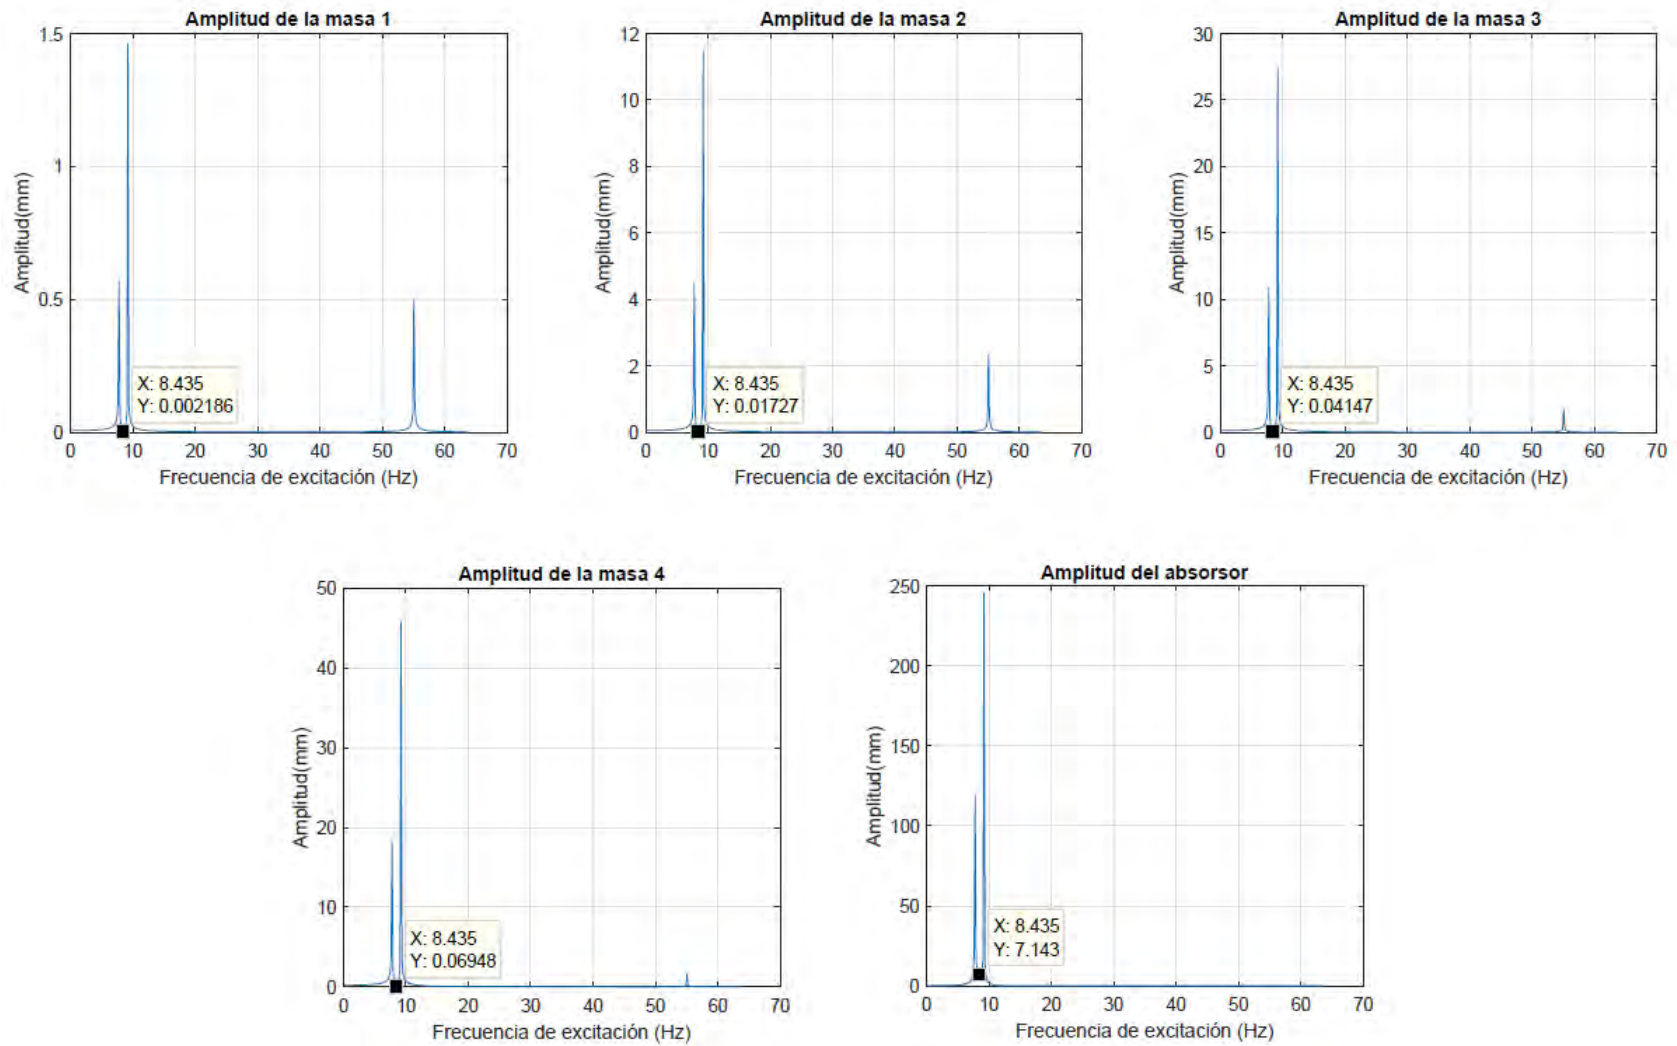 Amplitud de la masa 1
1.5
1
0.5
0
Amplitud(mm)
X: 8.435
Y: 0.002186
0 10 20 30 40 50 60 70
Frecuencia de excitación (Hz)
Amplitud de la masa 2
12
10
8
6
4
2
0
Amplitud(mm)
X: 8.435
Y: 0.01727
0 10 20 30 40 50 60 70
Frecuencia de excitación (Hz)
Amplitud de la masa 3
30
25
20
15
10
5
0
Amplitud(mm)
X: 8.435
Y: 0.04147
0 10 20 30 40 50 60 70
Frecuencia de excitación (Hz)
Amplitud de la masa 4
50
40
30
20
10
0
Amplitud(mm)
X: 8.435
Y: 0.06948
0 10 20 30 40 50 60 70
Frecuencia de excitación (Hz)
Amplitud del absorsor
250
200
150
100
50
0
Amplitud(mm)
X: 8.435
Y: 7.143
0 10 20 30 40 50 60 70
Frecuencia de excitación (Hz)